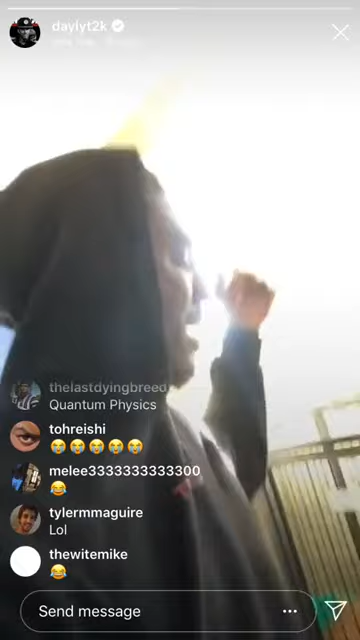 daylyt2k
thelastdyingbreed
Quantum Physics
tohreishi
😭😭😭😭😭
melee3333333333300
😂
tylermmaguire
Lol
thewitemike
😂
Send message